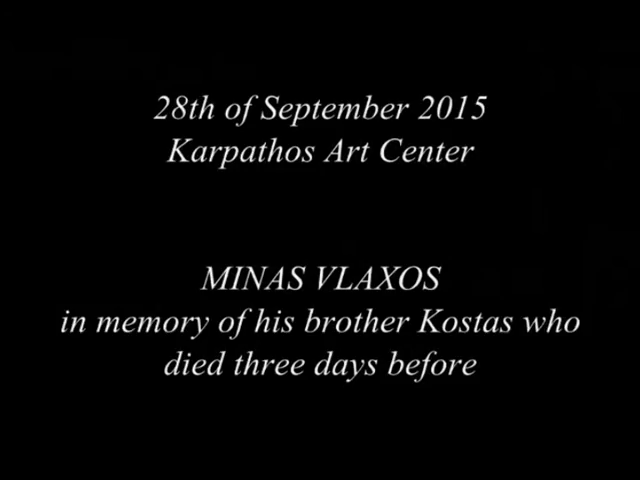 28th of September 2015
Karpathos Art Center
MINAS VLAXOS
in memory of his brother Kostas who
died three days before